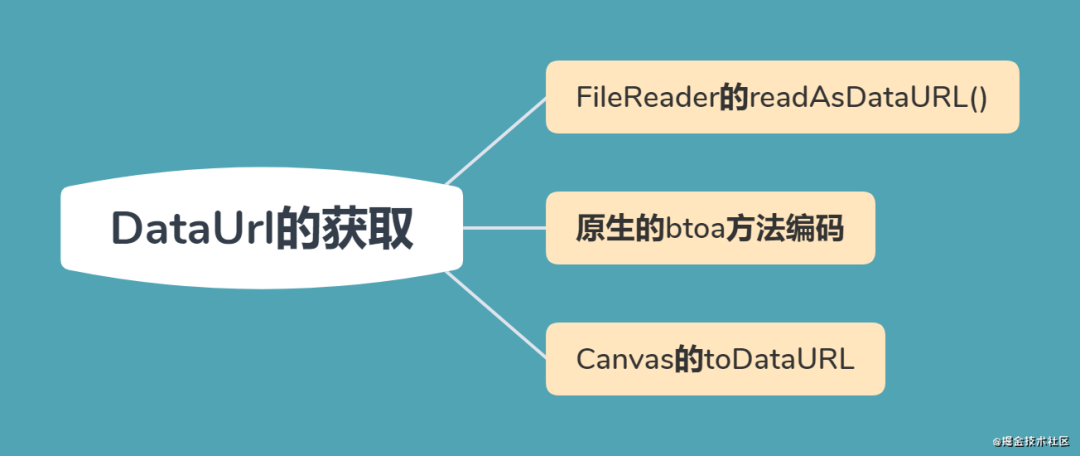 FileReader的readAsDataURL()
DataUrl的获取
原生的btoa方法编码
Canvas的toDataURL
@掘金技术社区